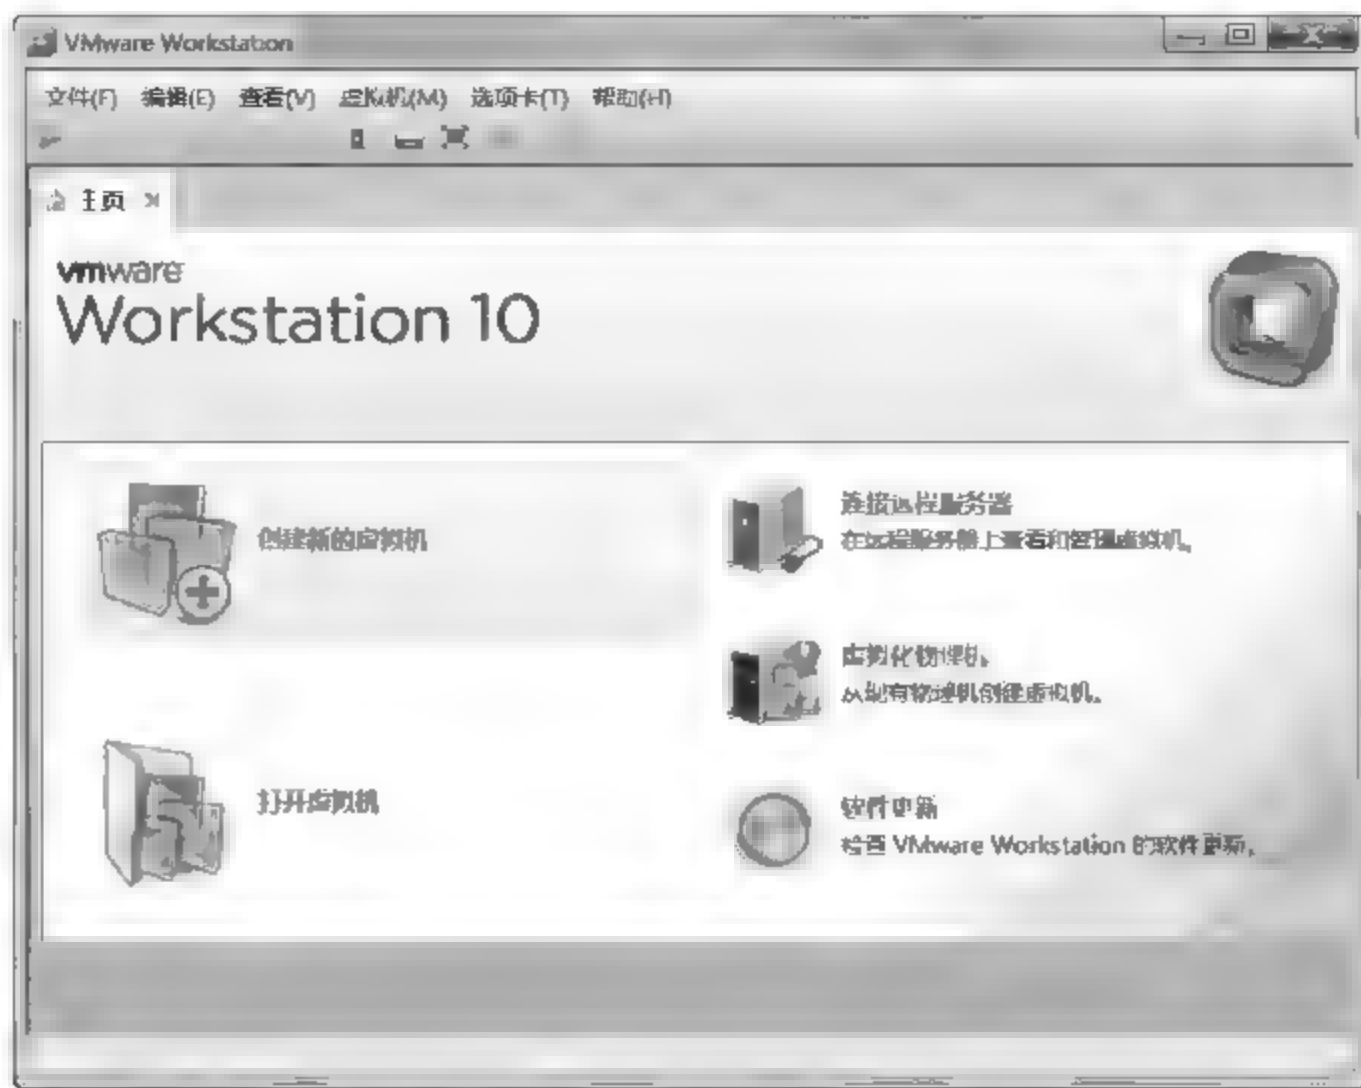 VMware Workstation
文件(F) 编辑(E) 查看(V) 虚拟机(M) 选项卡(T) 帮助(H)
主页
vmware
Workstation 10
创建新的虚拟机
连接远程服务器
在远程服务器上查看和管理虚拟机。
虚拟化物理机。
从现有物理机创建虚拟机。
打开虚拟机
软件更新
检查 VMware Workstation 的软件更新。